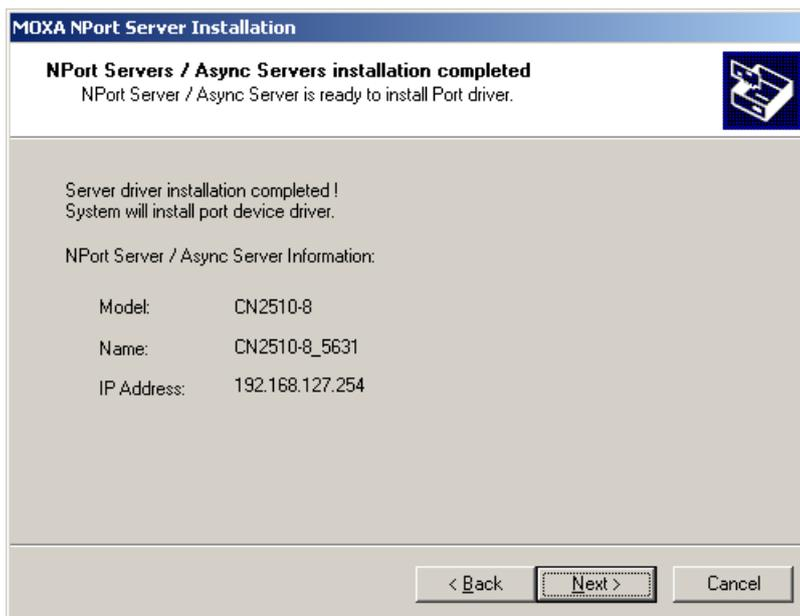 MOXA NPort Server Installation
NPort Servers / Async Servers installation completed
NPort Server / Async Server is ready to install Port driver.
Server driver installation completed !
System will install port device driver.
NPort Server / Async Server Information:
Model: CN2510-8
Name: CN2510-8_5631
IP Address: 192.168.127.254
< Back Next > Cancel